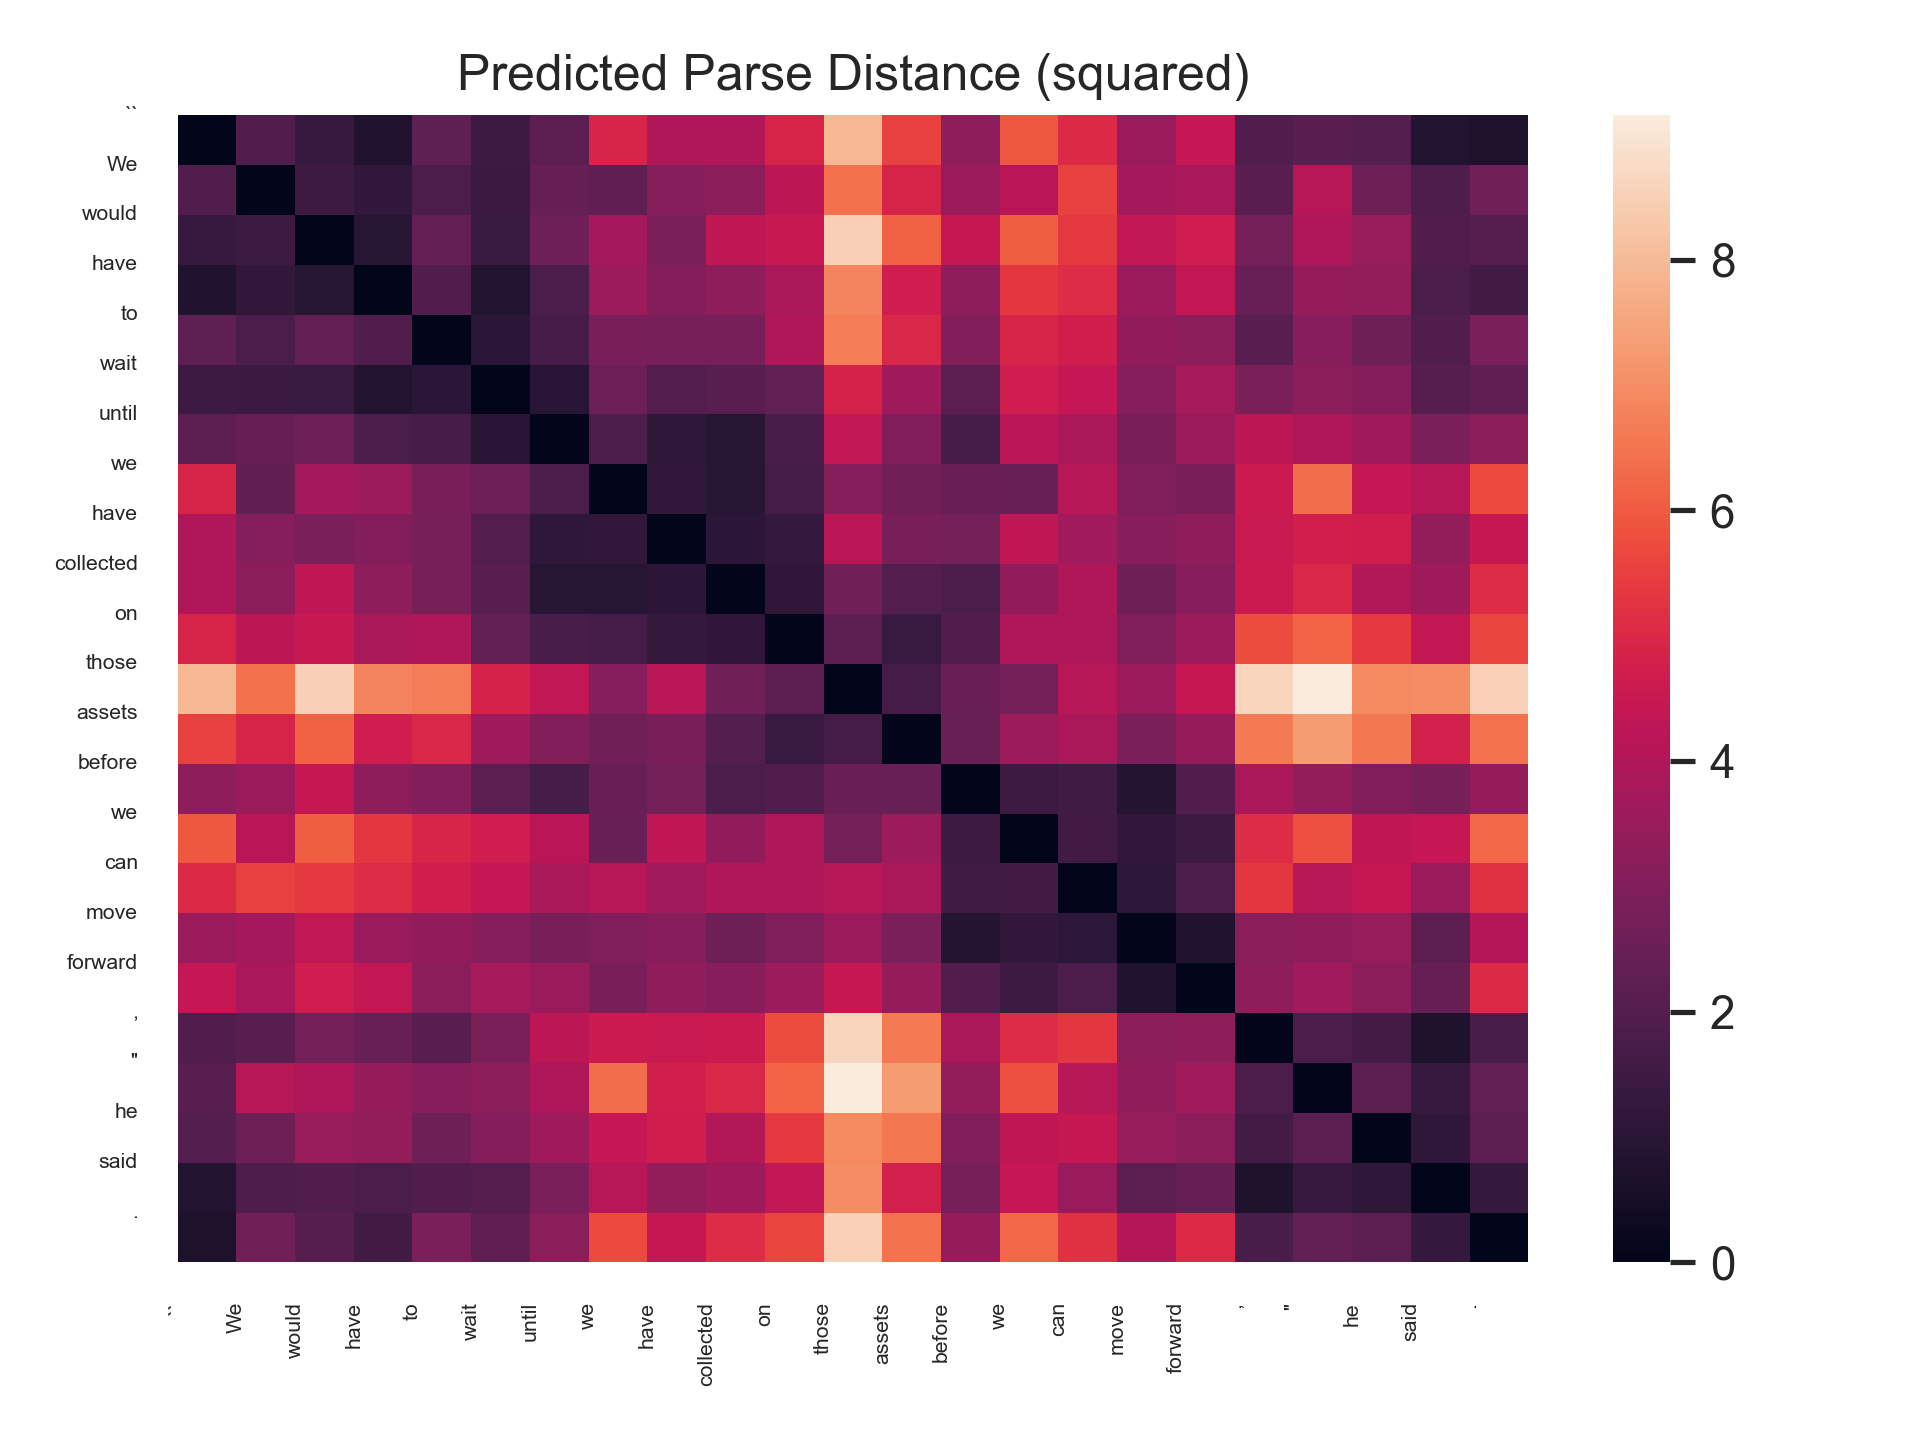 Predicted Parse Distance (squared)
``
We
would
have
to
wait
until
we
have
collected
on
those
assets
before
we
can
move
forward
,
"
he
said
.
8
6
4
2
0
`` We would have to wait until we have collected on those assets before we can move forward , " he said .